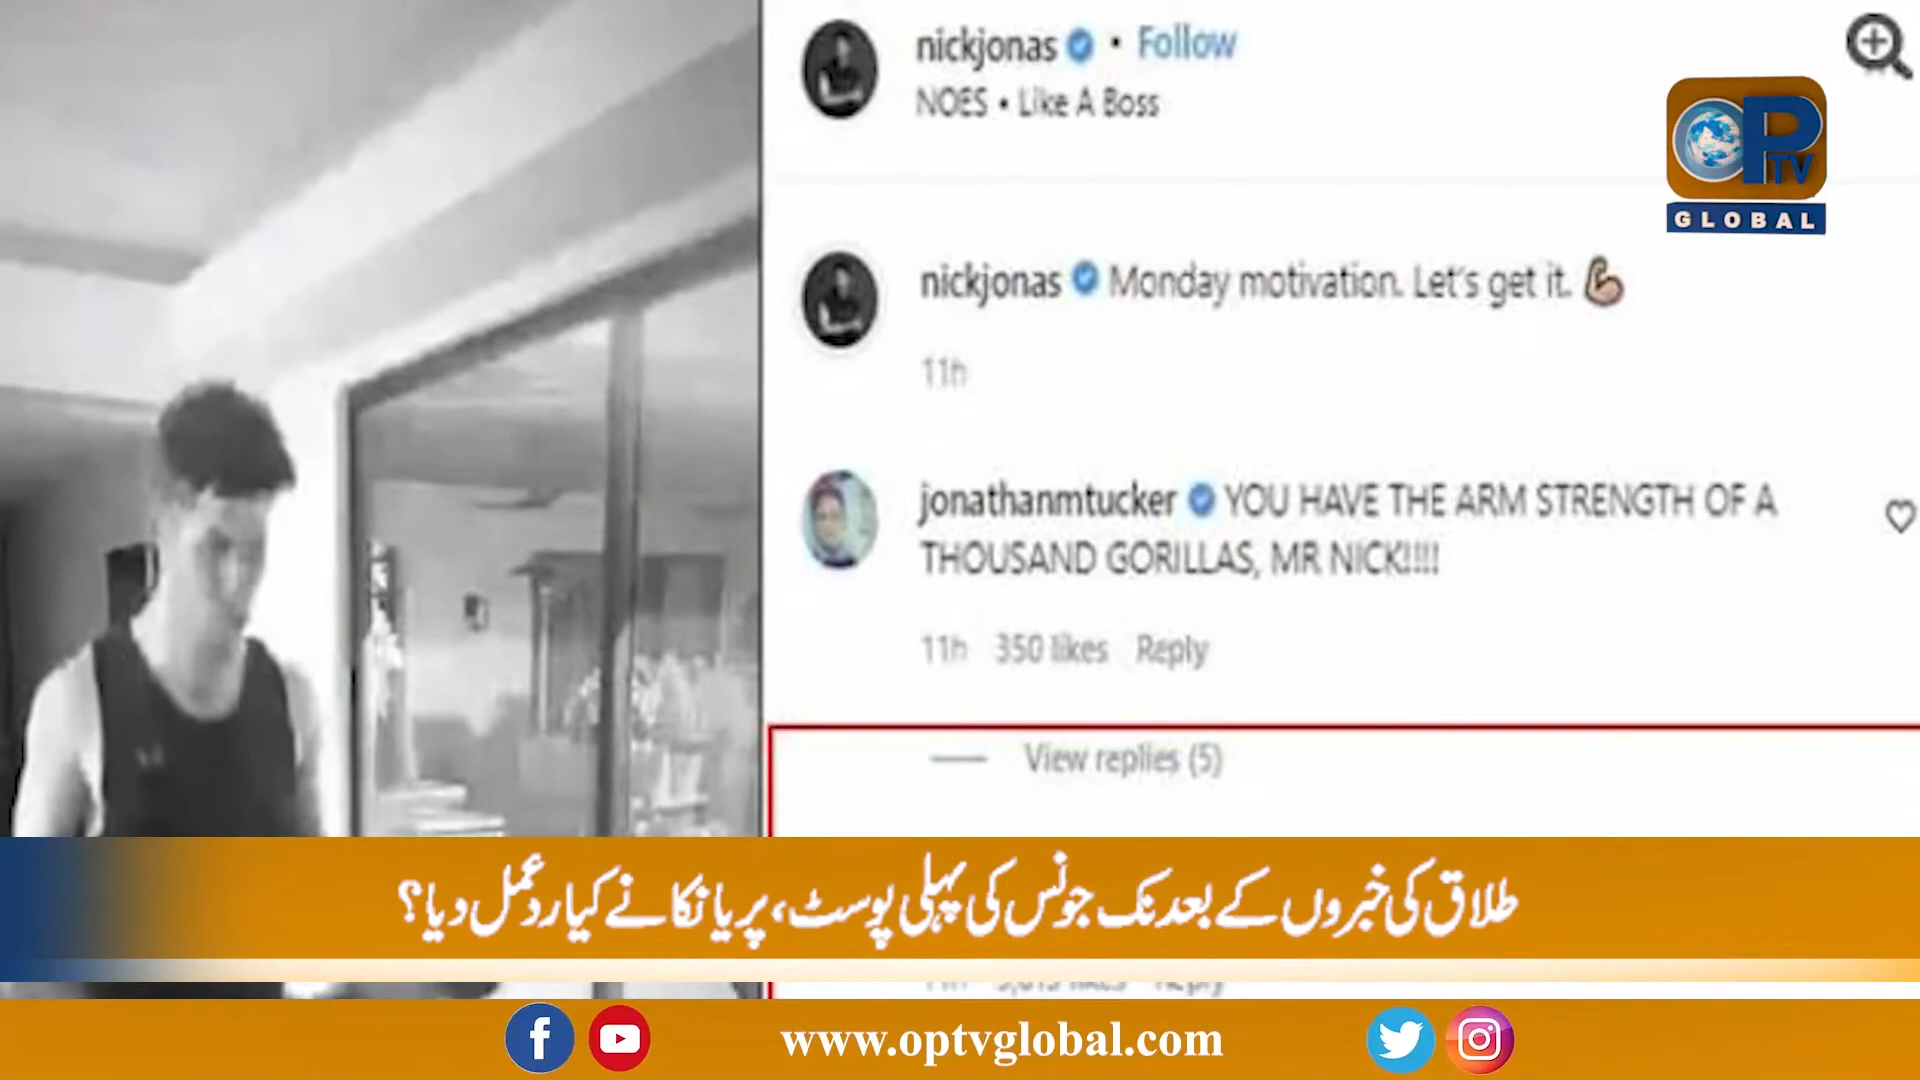 nickjonas • Follow
NOES • Like A Boss
OPTV
GLOBAL
nickjonas Monday motivation. Let's get it. 💪
11h
jonathanmtucker YOU HAVE THE ARM STRENGTH OF A
THOUSAND GORILLAS, MR NICK!!!!
11h 350 likes Reply
View replies (5)
طلاق کی خبروں کے بعد نک جونس کی پہلی پوسٹ، پریانکا نے کیا ردعمل دیا؟
www.optvglobal.com